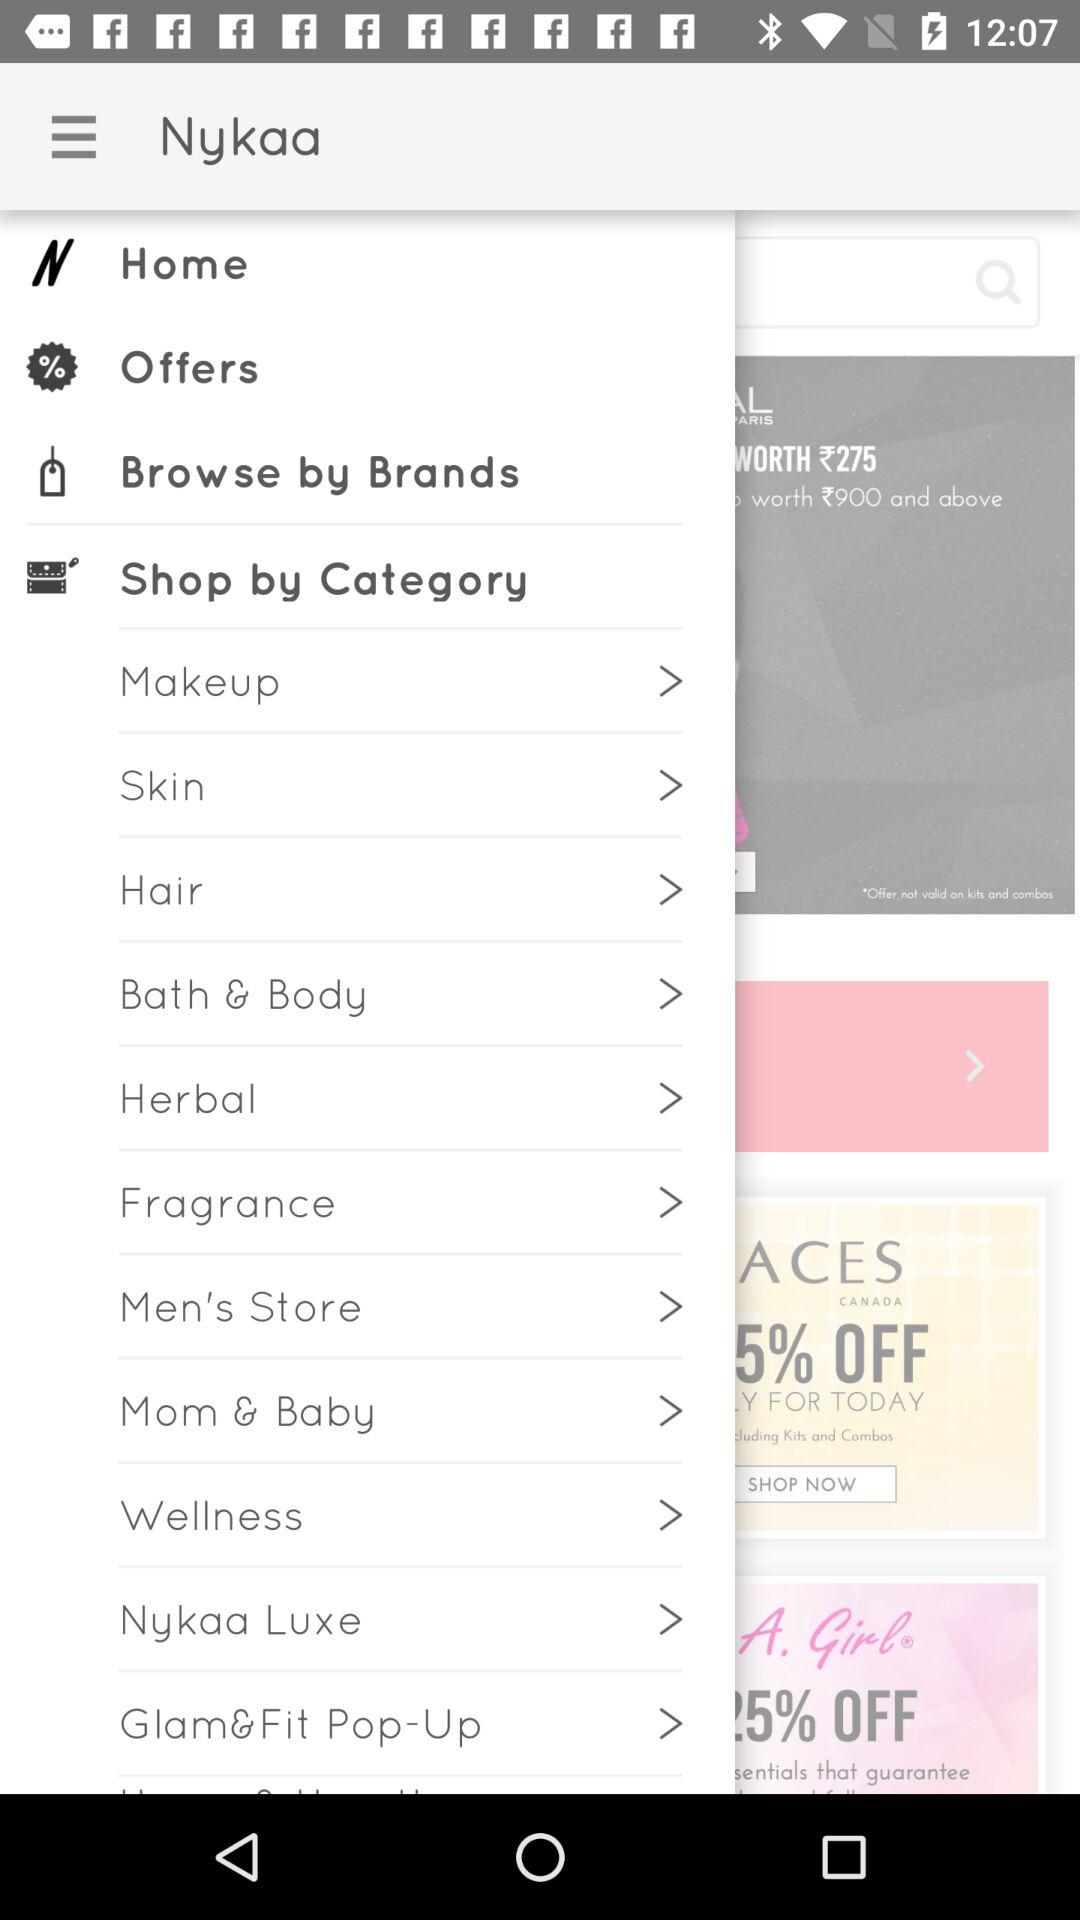 12:07
Nykaa
Home
Offers
Browse by Brands
Shop by Category
Makeup
Skin
Hair
Bath & Body
Herbal
Fragrance
Men's Store
Mom & Baby
Wellness
Nykaa Luxe
Glam&Fit Pop-Up
AL
PARIS
WORTH ₹275
worth ₹900 and above
*Offer not valid on kits and combos
ACES
CANADA
5% OFF
LY FOR TODAY
cluding Kits and Combos
SHOP NOW
A. Girl®
25% OFF
sentials that guarantee